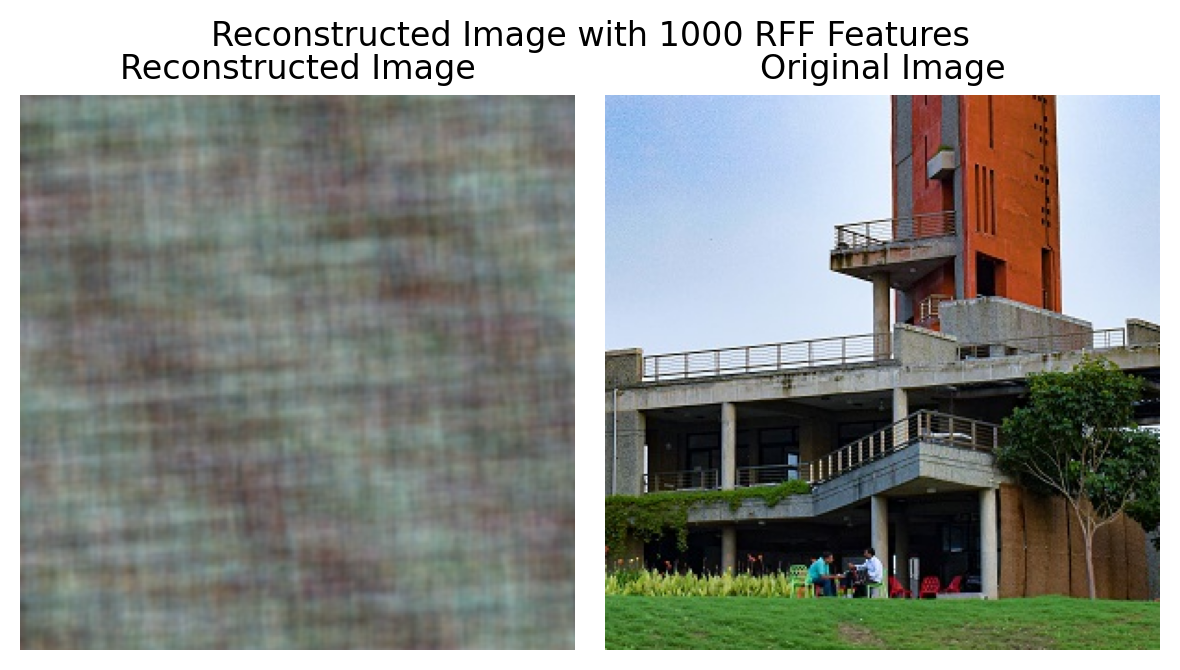 Reconstructed Image with 1000 RFF Features
Reconstructed Image
Original Image